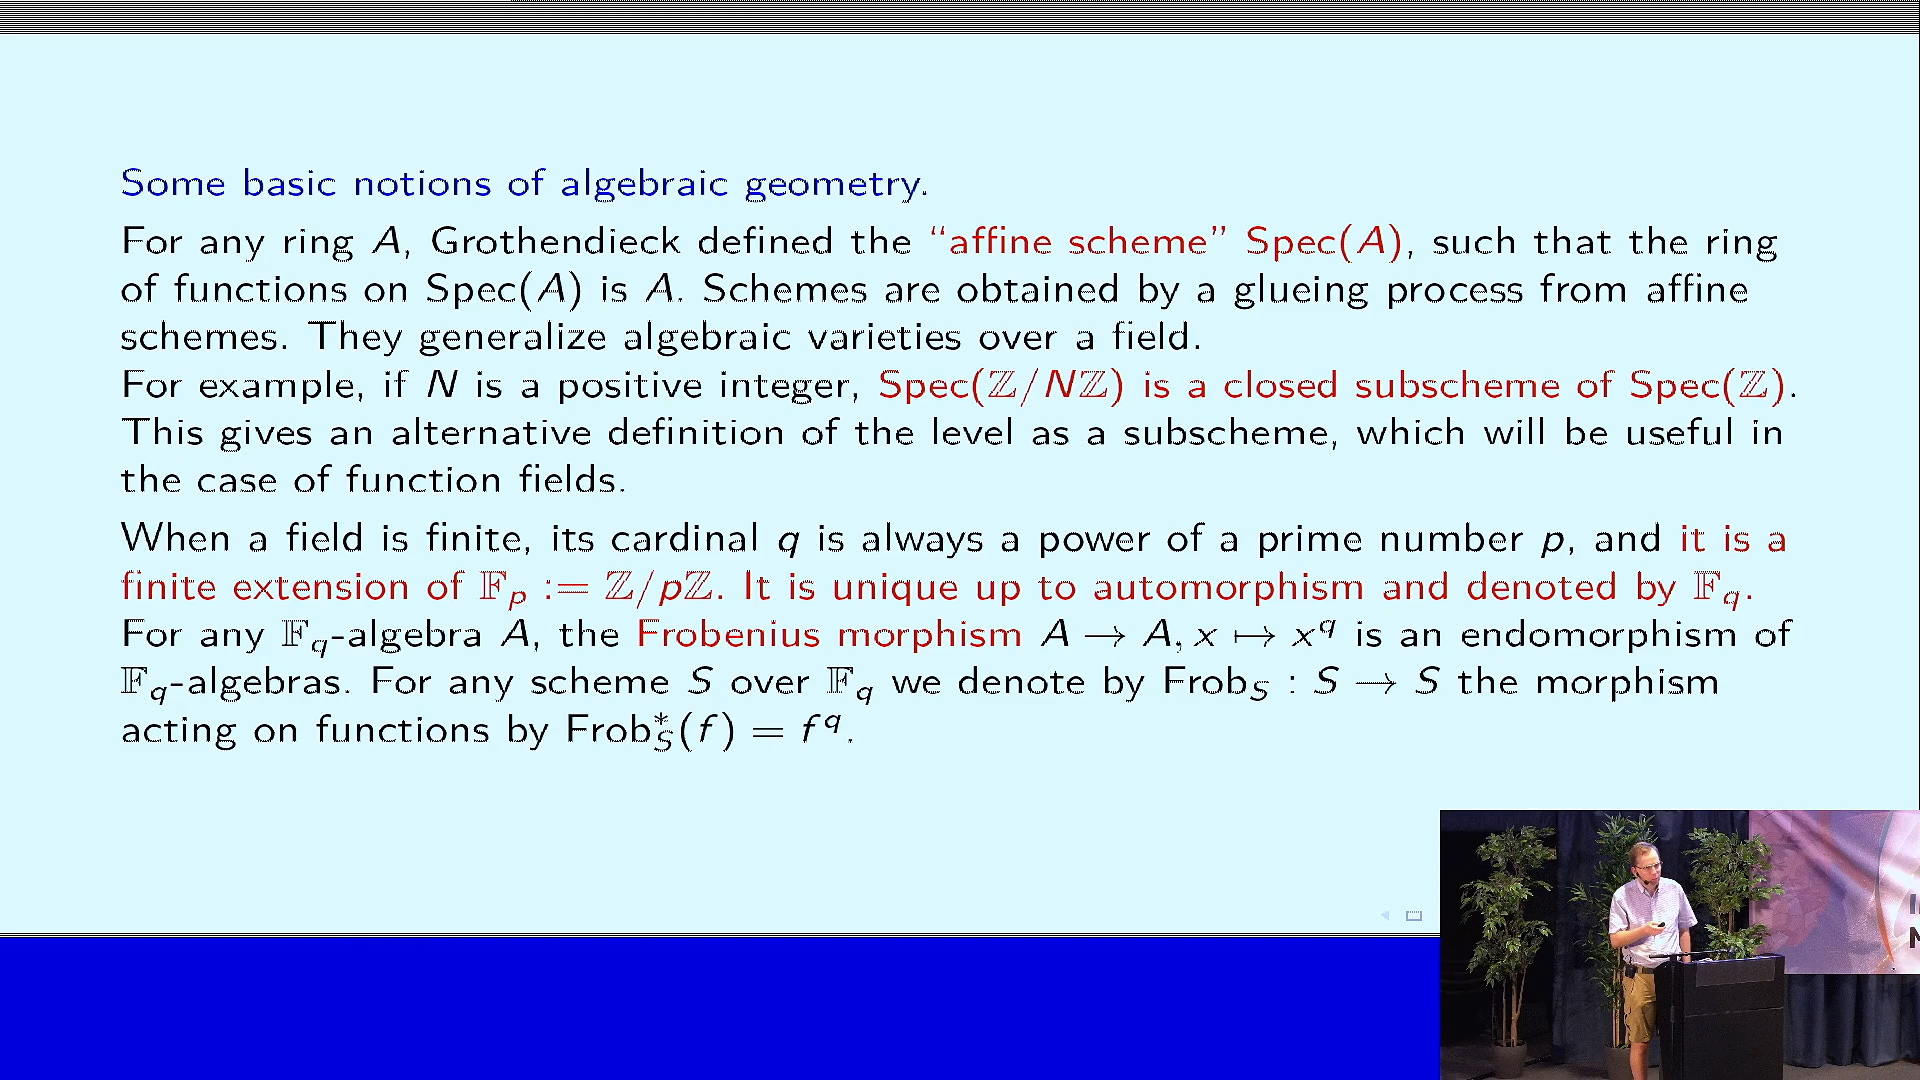 Some basic notions of algebraic geometry.
For any ring A, Grothendieck defined the “affine scheme” Spec(A), such that the ring
of functions on Spec(A) is A. Schemes are obtained by a glueing process from affine
schemes. They generalize algebraic varieties over a field.
For example, if N is a positive integer, Spec(ℤ/Nℤ) is a closed subscheme of Spec(ℤ).
This gives an alternative definition of the level as a subscheme, which will be useful in
the case of function fields.
When a field is finite, its cardinal q is always a power of a prime number p, and it is a
finite extension of 𝔽_p := ℤ/pℤ. It is unique up to automorphism and denoted by 𝔽_q.
For any 𝔽_q-algebra A, the Frobenius morphism A → A, x ↦ x^q is an endomorphism of
𝔽_q-algebras. For any scheme S over 𝔽_q we denote by Frob_S : S → S the morphism
acting on functions by Frob_S^*(f) = f^q.